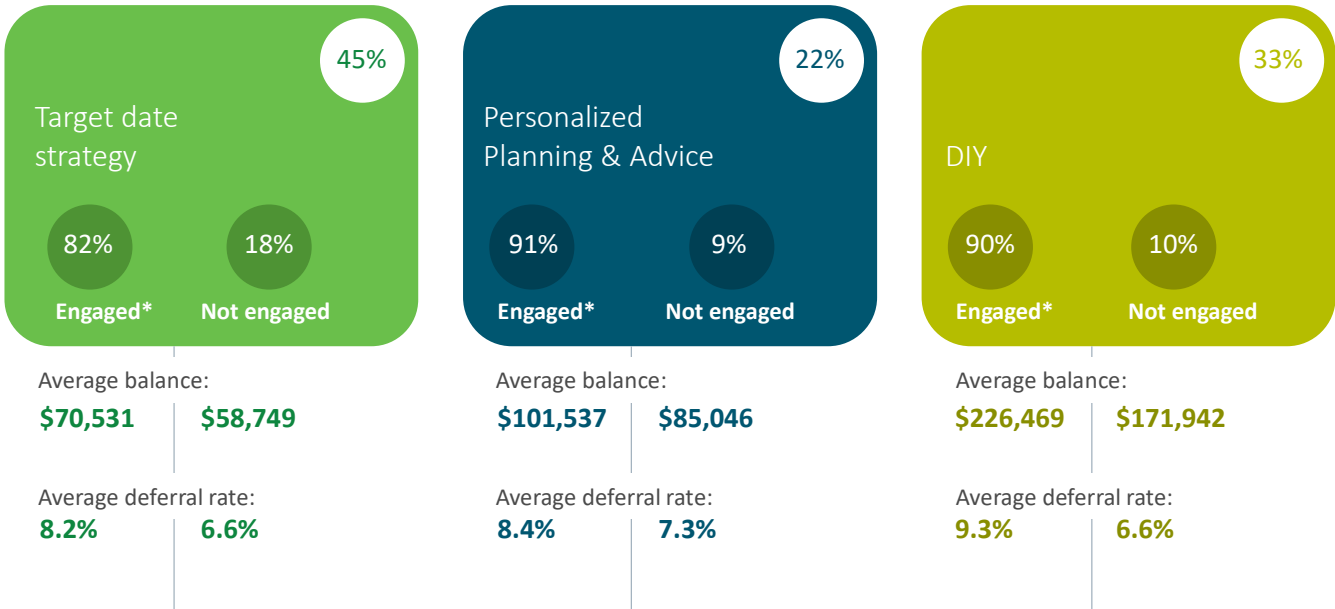 45%
Target date
strategy
82%
18%
Engaged*
Not engaged
Average balance:
$70,531
$58,749
Average deferral rate:
8.2%
6.6%
22%
Personalized
Planning & Advice
91%
9%
Engaged*
Not engaged
Average balance:
$101,537
$85,046
Average deferral rate:
8.4%
7.3%
33%
DIY
90%
10%
Engaged*
Not engaged
Average balance:
$226,469
$171,942
Average deferral rate:
9.3%
6.6%